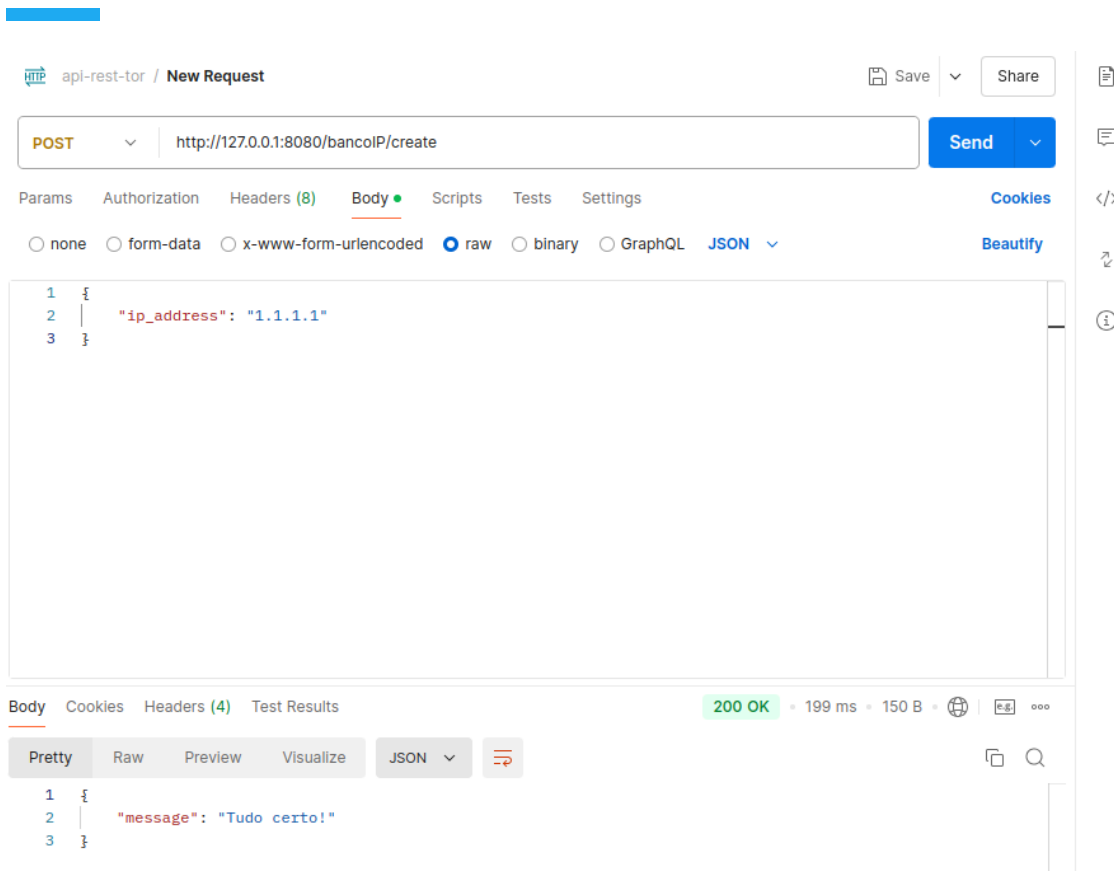 HTTP api-rest-tor / New Request Save Share
POST http://127.0.0.1:8080/bancoIP/create Send
Params Authorization Headers (8) Body Scripts Tests Settings Cookies
none form-data x-www-form-urlencoded raw binary GraphQL JSON Beautify
1 {
2 "ip_address": "1.1.1.1"
3 }
Body Cookies Headers (4) Test Results 200 OK 199 ms 150 B e.g.
Pretty Raw Preview Visualize JSON
1 {
2 "message": "Tudo certo!"
3 }